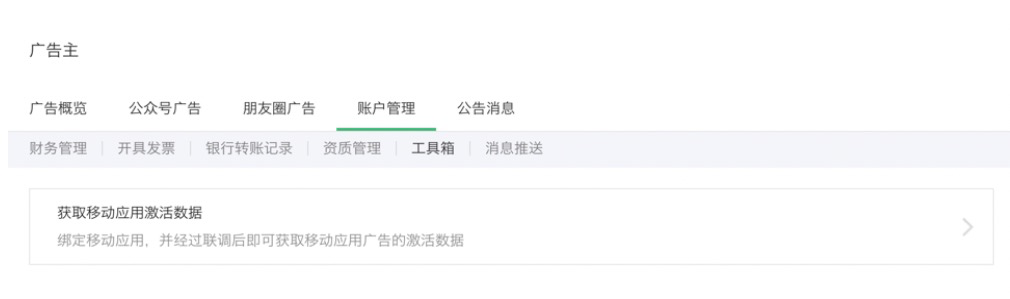 广告主
广告概览 公众号广告 朋友圈广告 账户管理 公告消息
财务管理 开具发票 银行转账记录 资质管理 工具箱 消息推送
获取移动应用激活数据
绑定移动应用，并经过联调后即可获取移动应用广告的激活数据